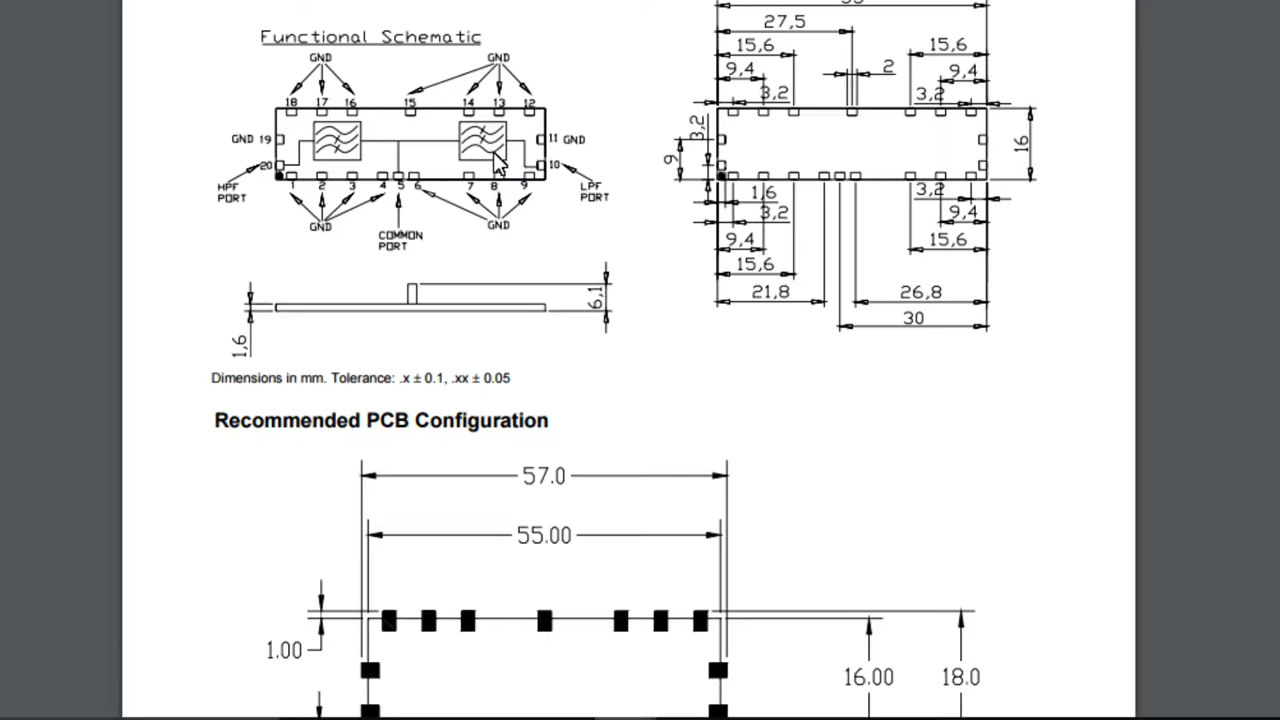 Functional Schematic
GND
GND
18 17 16 15 14 13 12
GND 19
11 GND
20
10
HPF
PORT
LPF
PORT
1 2 3 4 5 6 7 8 9
GND
GND
COMMON
PORT
6,1
1,6
27,5
15,6
15,6
2
9,4
9,4
3,2
3,2
3,2
9
16
1,6
3,2
3,2
9,4
9,4
15,6
15,6
21,8
26,8
30
Dimensions in mm. Tolerance: .x ± 0.1, .xx ± 0.05
Recommended PCB Configuration
57.0
55.00
1.00
16.00
18.0